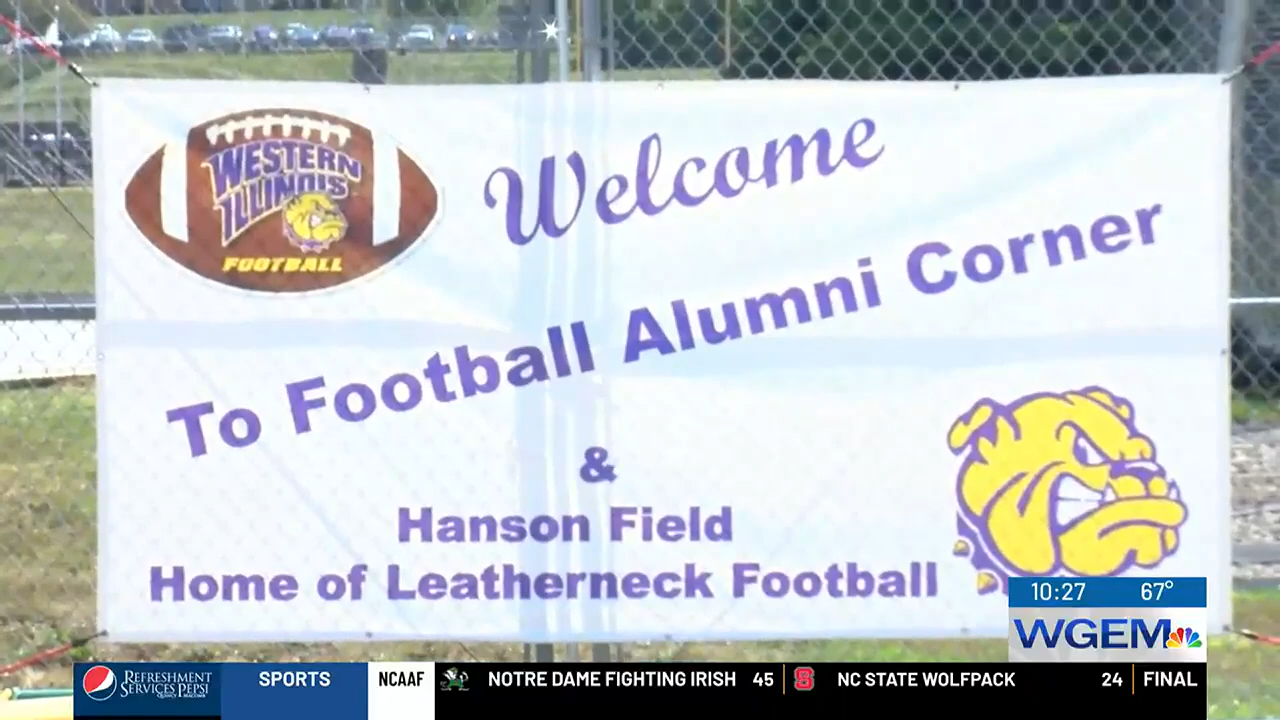 WESTERN
ILLINOIS
FOOTBALL
Welcome
To Football Alumni Corner
&
Hanson Field
Home of Leatherneck Football
10:27 67°
WGEM
REFRESHMENT
SERVICES PEPSI
SPORTS
NCAAF
NOTRE DAME FIGHTING IRISH 45
NC STATE WOLFPACK 24
FINAL